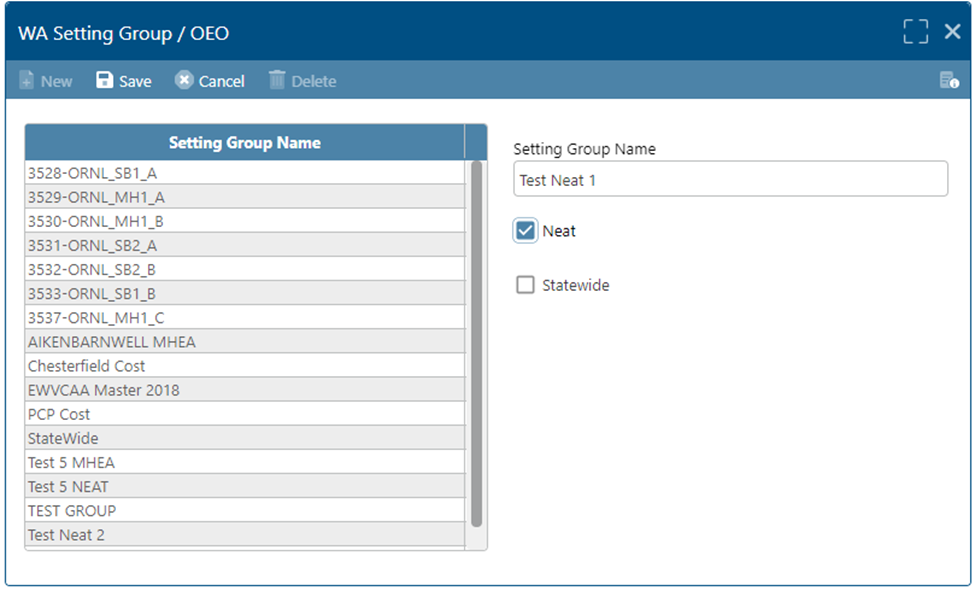 WA Setting Group / OEO
New Save Cancel Delete
Setting Group Name
3528-ORNL_SB1_A
3529-ORNL_MH1_A
3530-ORNL_MH1_B
3531-ORNL_SB2_A
3532-ORNL_SB2_B
3533-ORNL_SB1_B
3537-ORNL_MH1_C
AIKENBARNWELL MHEA
Chesterfield Cost
EWVCAA Master 2018
PCP Cost
StateWide
Test 5 MHEA
Test 5 NEAT
TEST GROUP
Test Neat 2
Setting Group Name
Test Neat 1
Neat
Statewide